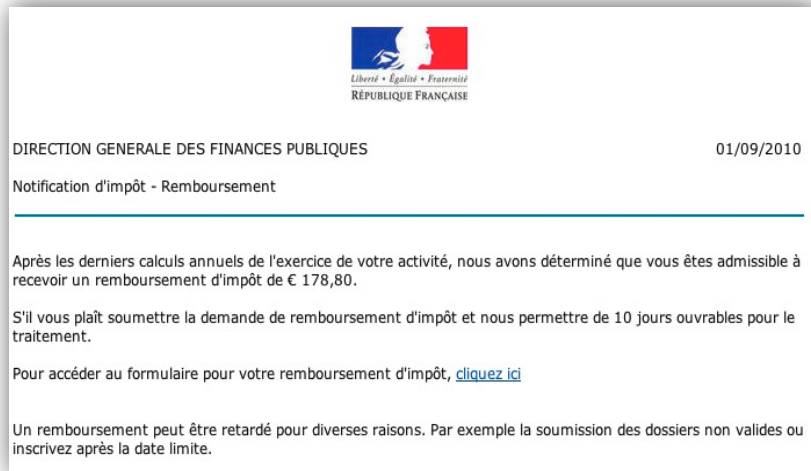 Liberté • Égalité • Fraternité
RÉPUBLIQUE FRANÇAISE
DIRECTION GENERALE DES FINANCES PUBLIQUES 01/09/2010
Notification d'impôt - Remboursement
Après les derniers calculs annuels de l'exercice de votre activité, nous avons déterminé que vous êtes admissible à
recevoir un remboursement d'impôt de € 178,80.
S'il vous plaît soumettre la demande de remboursement d'impôt et nous permettre de 10 jours ouvrables pour le
traitement.
Pour accéder au formulaire pour votre remboursement d'impôt, cliquez ici
Un remboursement peut être retardé pour diverses raisons. Par exemple la soumission des dossiers non valides ou
inscrivez après la date limite.